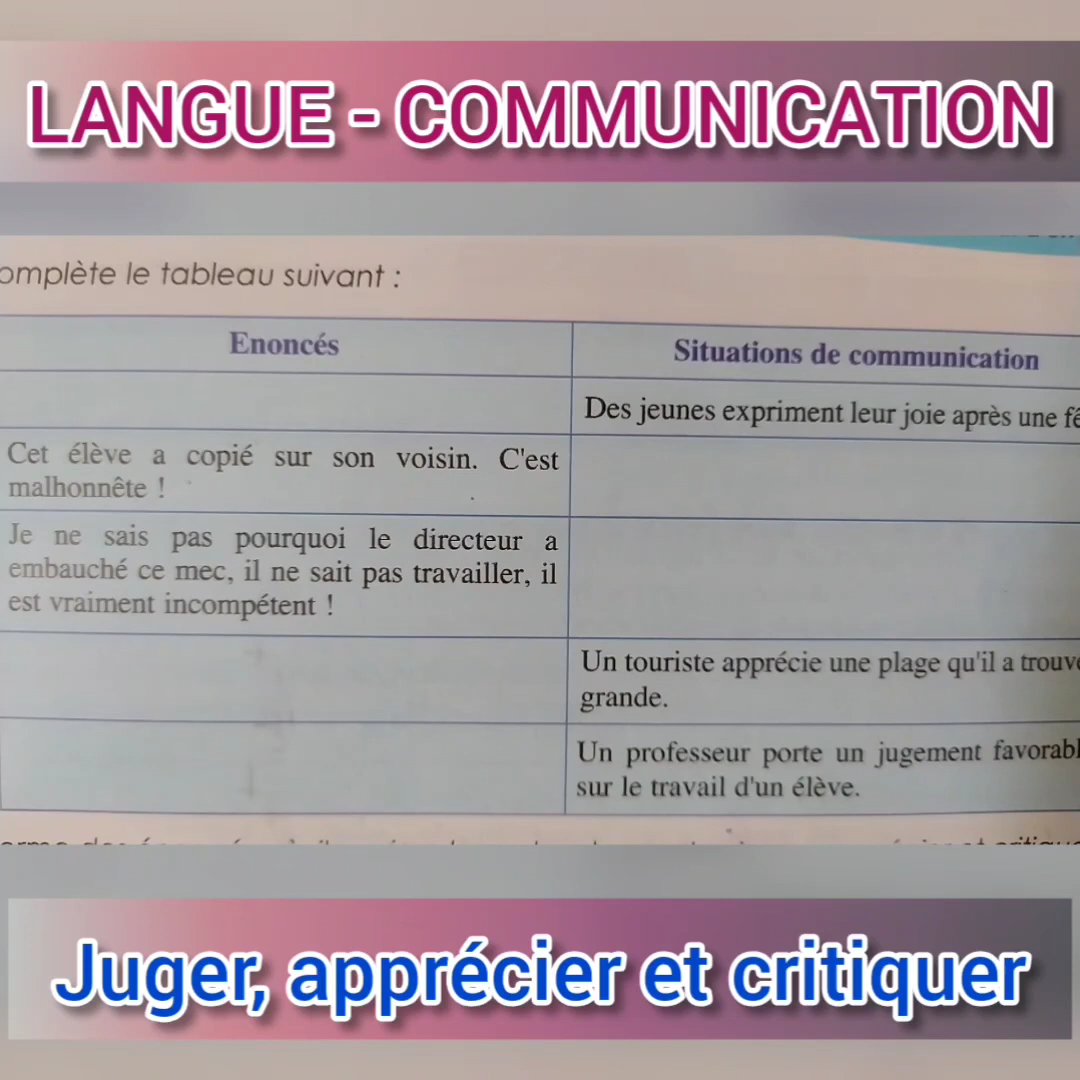 LANGUE - COMMUNICATION
omplète le tableau suivant :
Enoncés
Situations de communication
Des jeunes expriment leur joie après une fê
Cet élève a copié sur son voisin. C'est
malhonnête !
Je ne sais pas pourquoi le directeur a
embauché ce mec, il ne sait pas travailler, il
est vraiment incompétent !
Un touriste apprécie une plage qu'il a trouvé
grande.
Un professeur porte un jugement favorabl
sur le travail d'un élève.
Juger, apprécier et critiquer